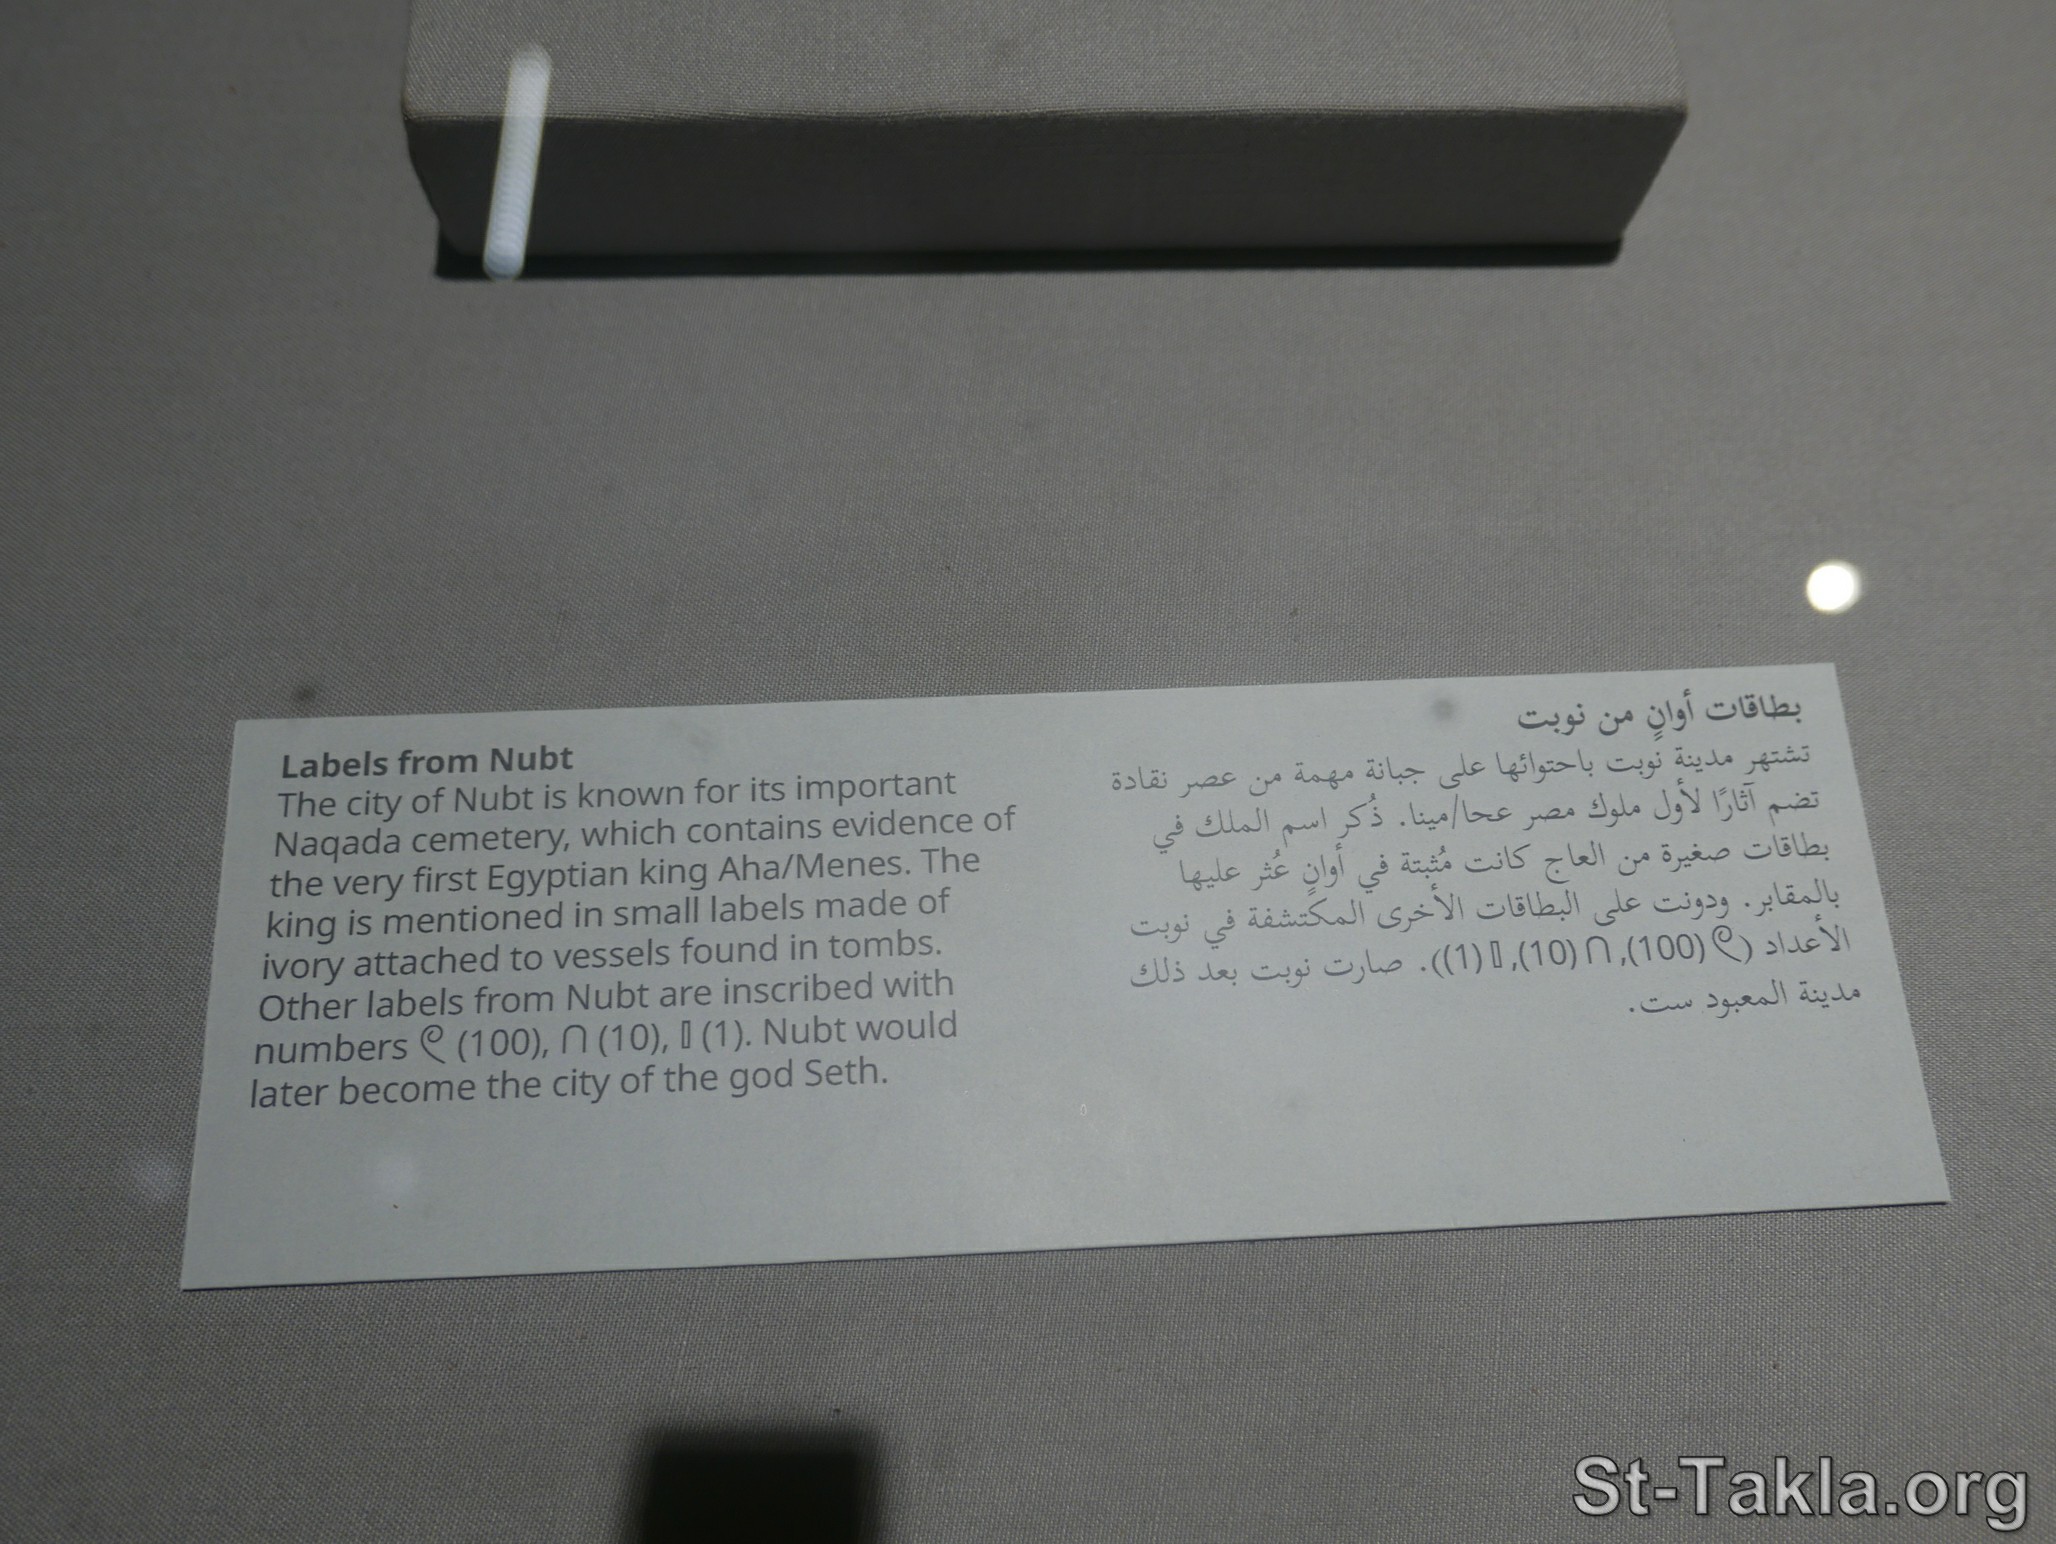 Labels from Nubt
The city of Nubt is known for its important
Naqada cemetery, which contains evidence of
the very first Egyptian king Aha/Menes. The
king is mentioned in small labels made of
ivory attached to vessels found in tombs.
Other labels from Nubt are inscribed with
numbers 𓍢 (100), ∩ (10), 𓏤 (1). Nubt would
later become the city of the god Seth.
بطاقات أوانٍ من نوبت
تشتهر مدينة نوبت باحتوائها على جبانة مهمة من عصر نقادة
تضم آثارًا لأول ملوك مصر عحا/مينا. ذُكر اسم الملك في
بطاقات صغيرة من العاج كانت مُثبتة في أوانٍ عُثر عليها
بالمقابر. ودونت على البطاقات الأخرى المكتشفة في نوبت
الأعداد (𓍢 (100), ∩ (10), 𓏤 (1)). صارت نوبت بعد ذلك
مدينة المعبود ست.
St-Takla.org